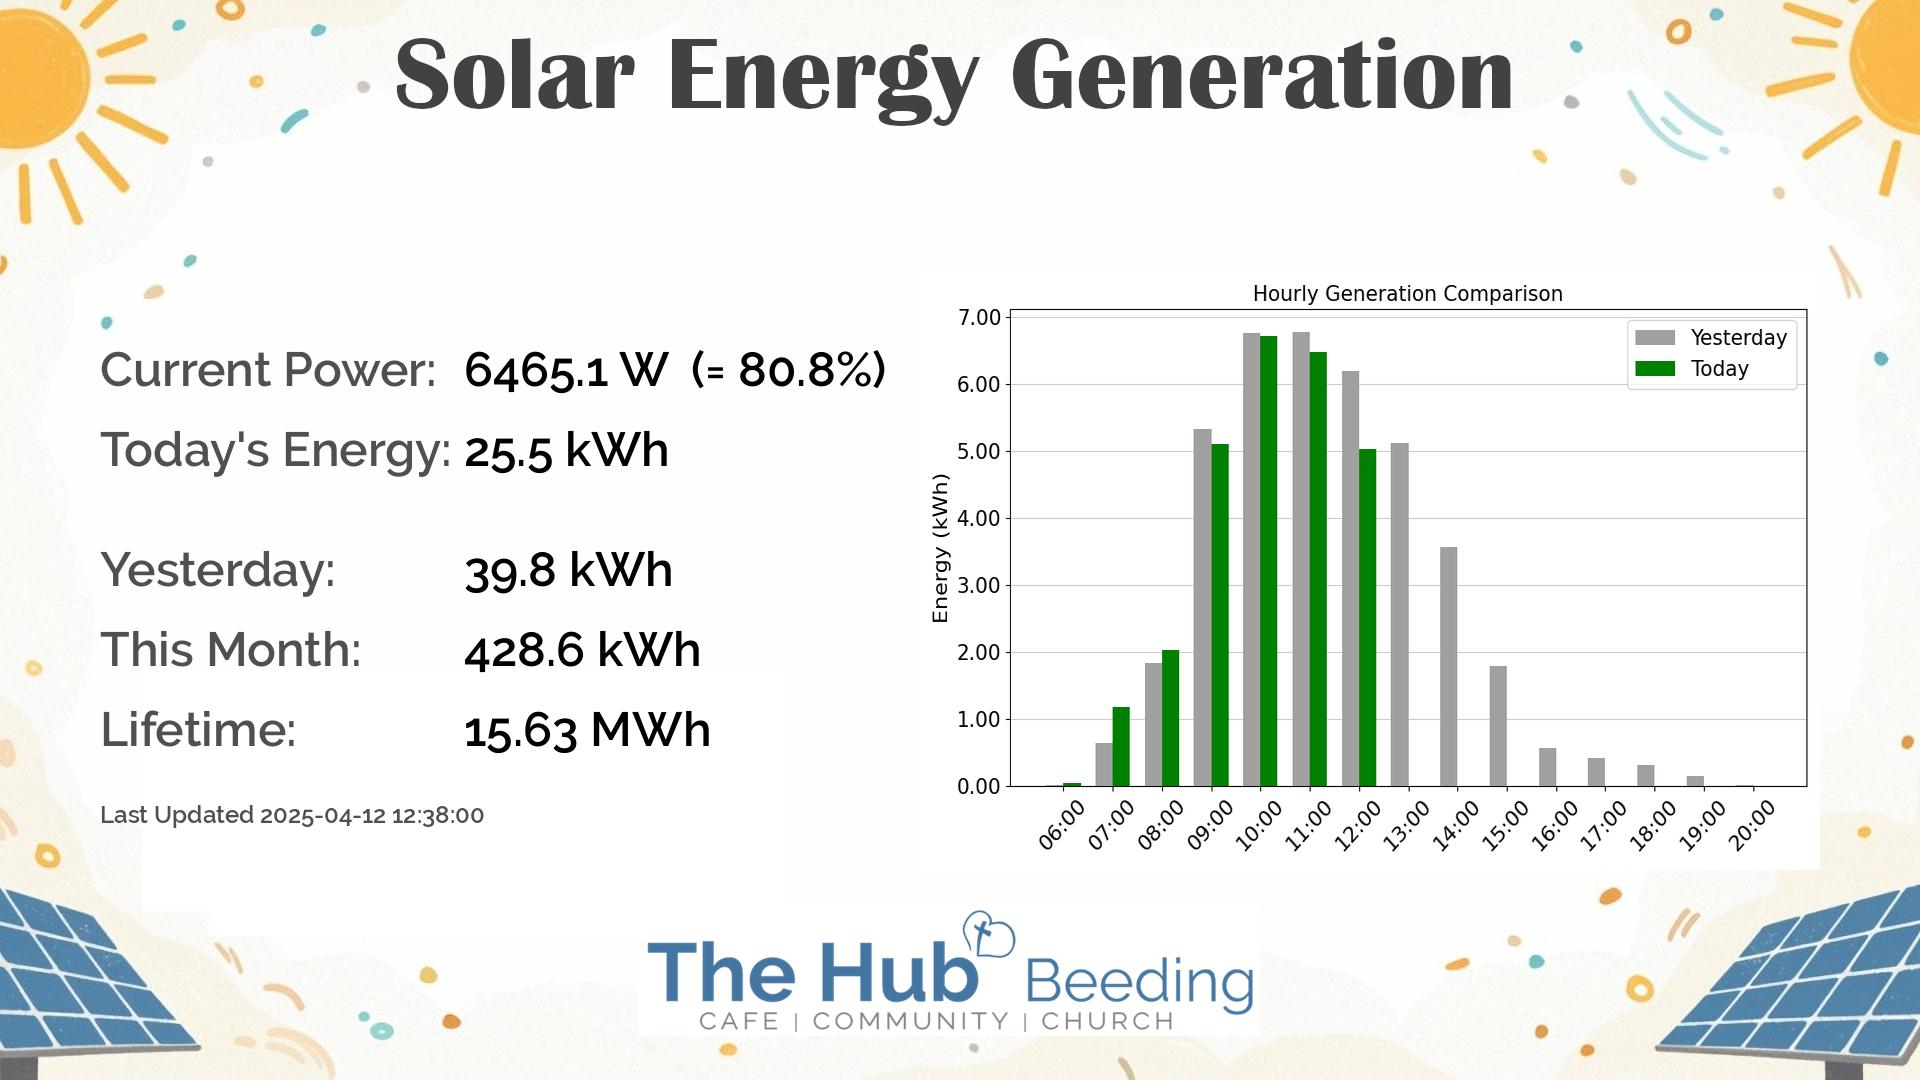 Solar Energy Generation
Current Power: 6465.1 W (= 80.8%)
Today's Energy: 25.5 kWh
Yesterday: 39.8 kWh
This Month: 428.6 kWh
Lifetime: 15.63 MWh
Last Updated 2025-04-12 12:38:00
Hourly Generation Comparison
Yesterday
Today
Energy (kWh)
7.00
6.00
5.00
4.00
3.00
2.00
1.00
0.00
06:00 07:00 08:00 09:00 10:00 11:00 12:00 13:00 14:00 15:00 16:00 17:00 18:00 19:00 20:00
The Hub Beeding
CAFE | COMMUNITY | CHURCH